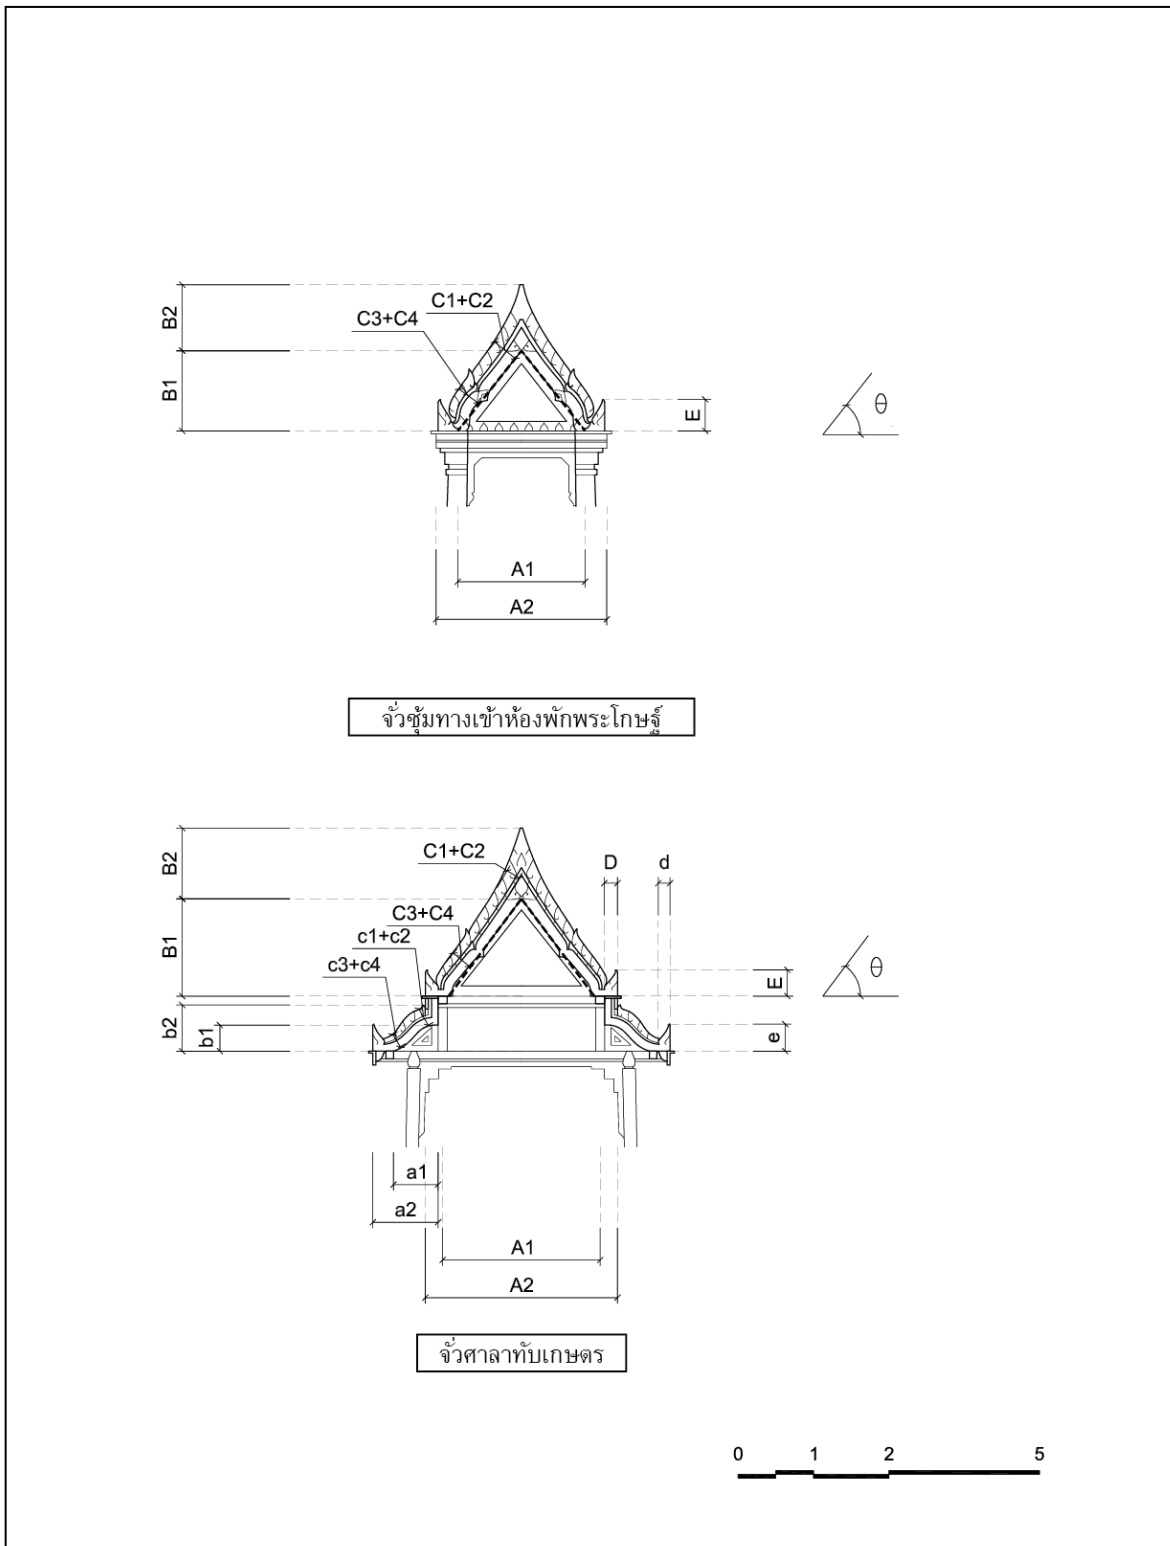 B2
C1+C2
C3+C4
B1
E
θ
A1
A2
จั่วซุ้มทางเข้าห้องพักพระโกษฐ์
B2
C1+C2
D
d
C3+C4
B1
c1+c2
c3+c4
E
θ
b2
b1
e
a1
a2
A1
A2
จั่วศาลาทับเกษตร
0 1 2 5